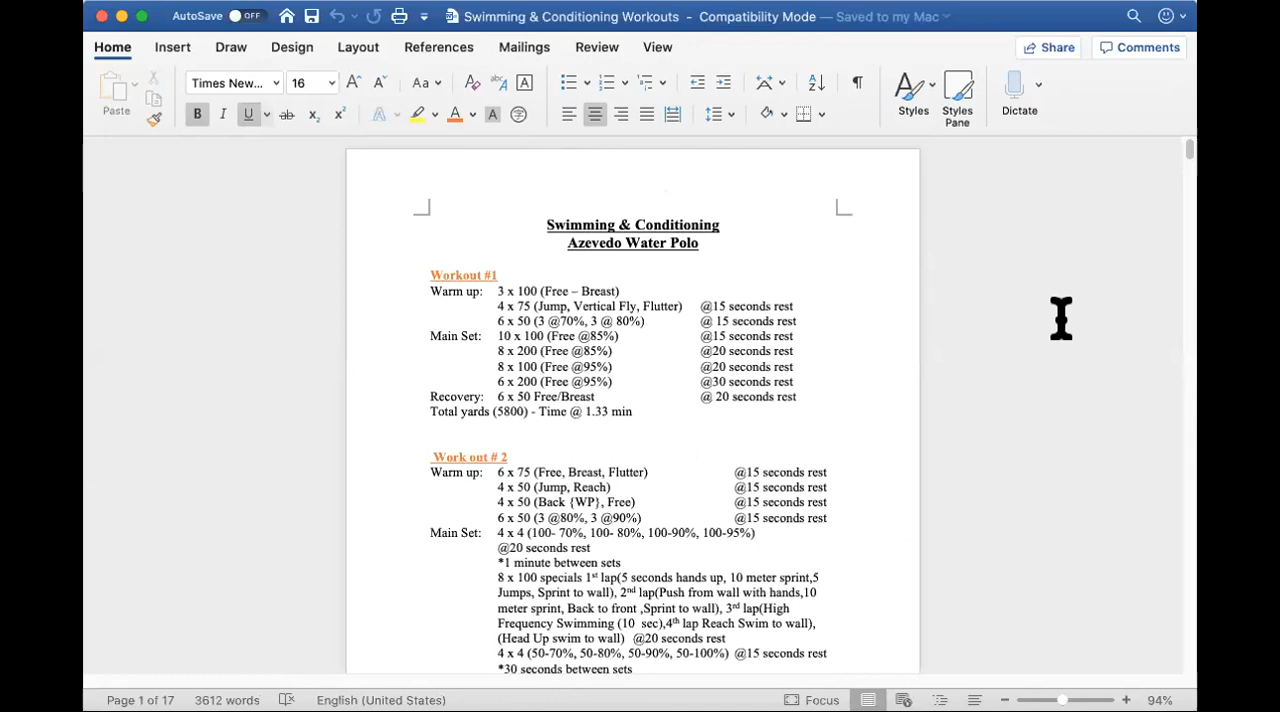 AutoSave OFF Swimming & Conditioning Workouts - Compatibility Mode — Saved to my Mac
Home Insert Draw Design Layout References Mailings Review View Share Comments
Paste Times New... 16 Aa Styles Styles Pane Dictate
Swimming & Conditioning
Azevedo Water Polo
Workout #1
Warm up: 3 x 100 (Free – Breast)
4 x 75 (Jump, Vertical Fly, Flutter) @15 seconds rest
6 x 50 (3 @70%, 3 @ 80%) @ 15 seconds rest
Main Set: 10 x 100 (Free @85%) @15 seconds rest
8 x 200 (Free @85%) @20 seconds rest
8 x 100 (Free @95%) @20 seconds rest
6 x 200 (Free @95%) @30 seconds rest
Recovery: 6 x 50 Free/Breast @ 20 seconds rest
Total yards (5800) - Time @ 1.33 min
Work out # 2
Warm up: 6 x 75 (Free, Breast, Flutter) @15 seconds rest
4 x 50 (Jump, Reach) @15 seconds rest
4 x 50 (Back {WP}, Free) @15 seconds rest
6 x 50 (3 @80%, 3 @90%) @15 seconds rest
Main Set: 4 x 4 (100- 70%, 100- 80%, 100-90%, 100-95%)
@20 seconds rest
*1 minute between sets
8 x 100 specials 1st lap(5 seconds hands up, 10 meter sprint,5
Jumps, Sprint to wall), 2nd lap(Push from wall with hands,10
meter sprint, Back to front ,Sprint to wall), 3rd lap(High
Frequency Swimming (10 sec),4th lap Reach Swim to wall),
(Head Up swim to wall) @20 seconds rest
4 x 4 (50-70%, 50-80%, 50-90%, 50-100%) @15 seconds rest
*30 seconds between sets
Page 1 of 17 3612 words English (United States) Focus 94%